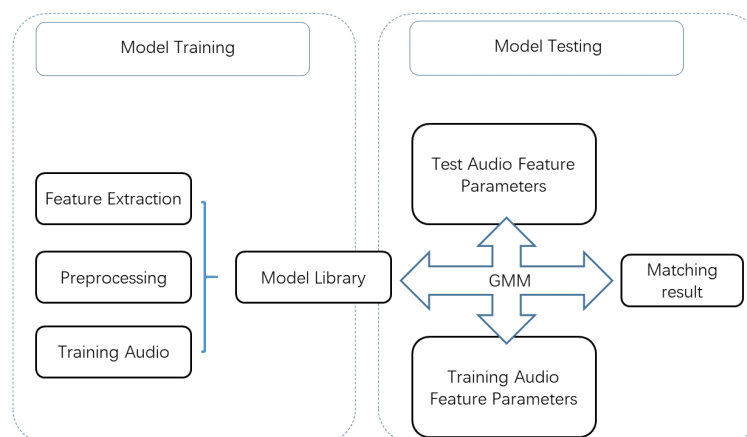 Model Training
Model Testing
Feature Extraction
Preprocessing
Training Audio
Model Library
Test Audio Feature
Parameters
GMM
Training Audio
Feature Parameters
Matching
result